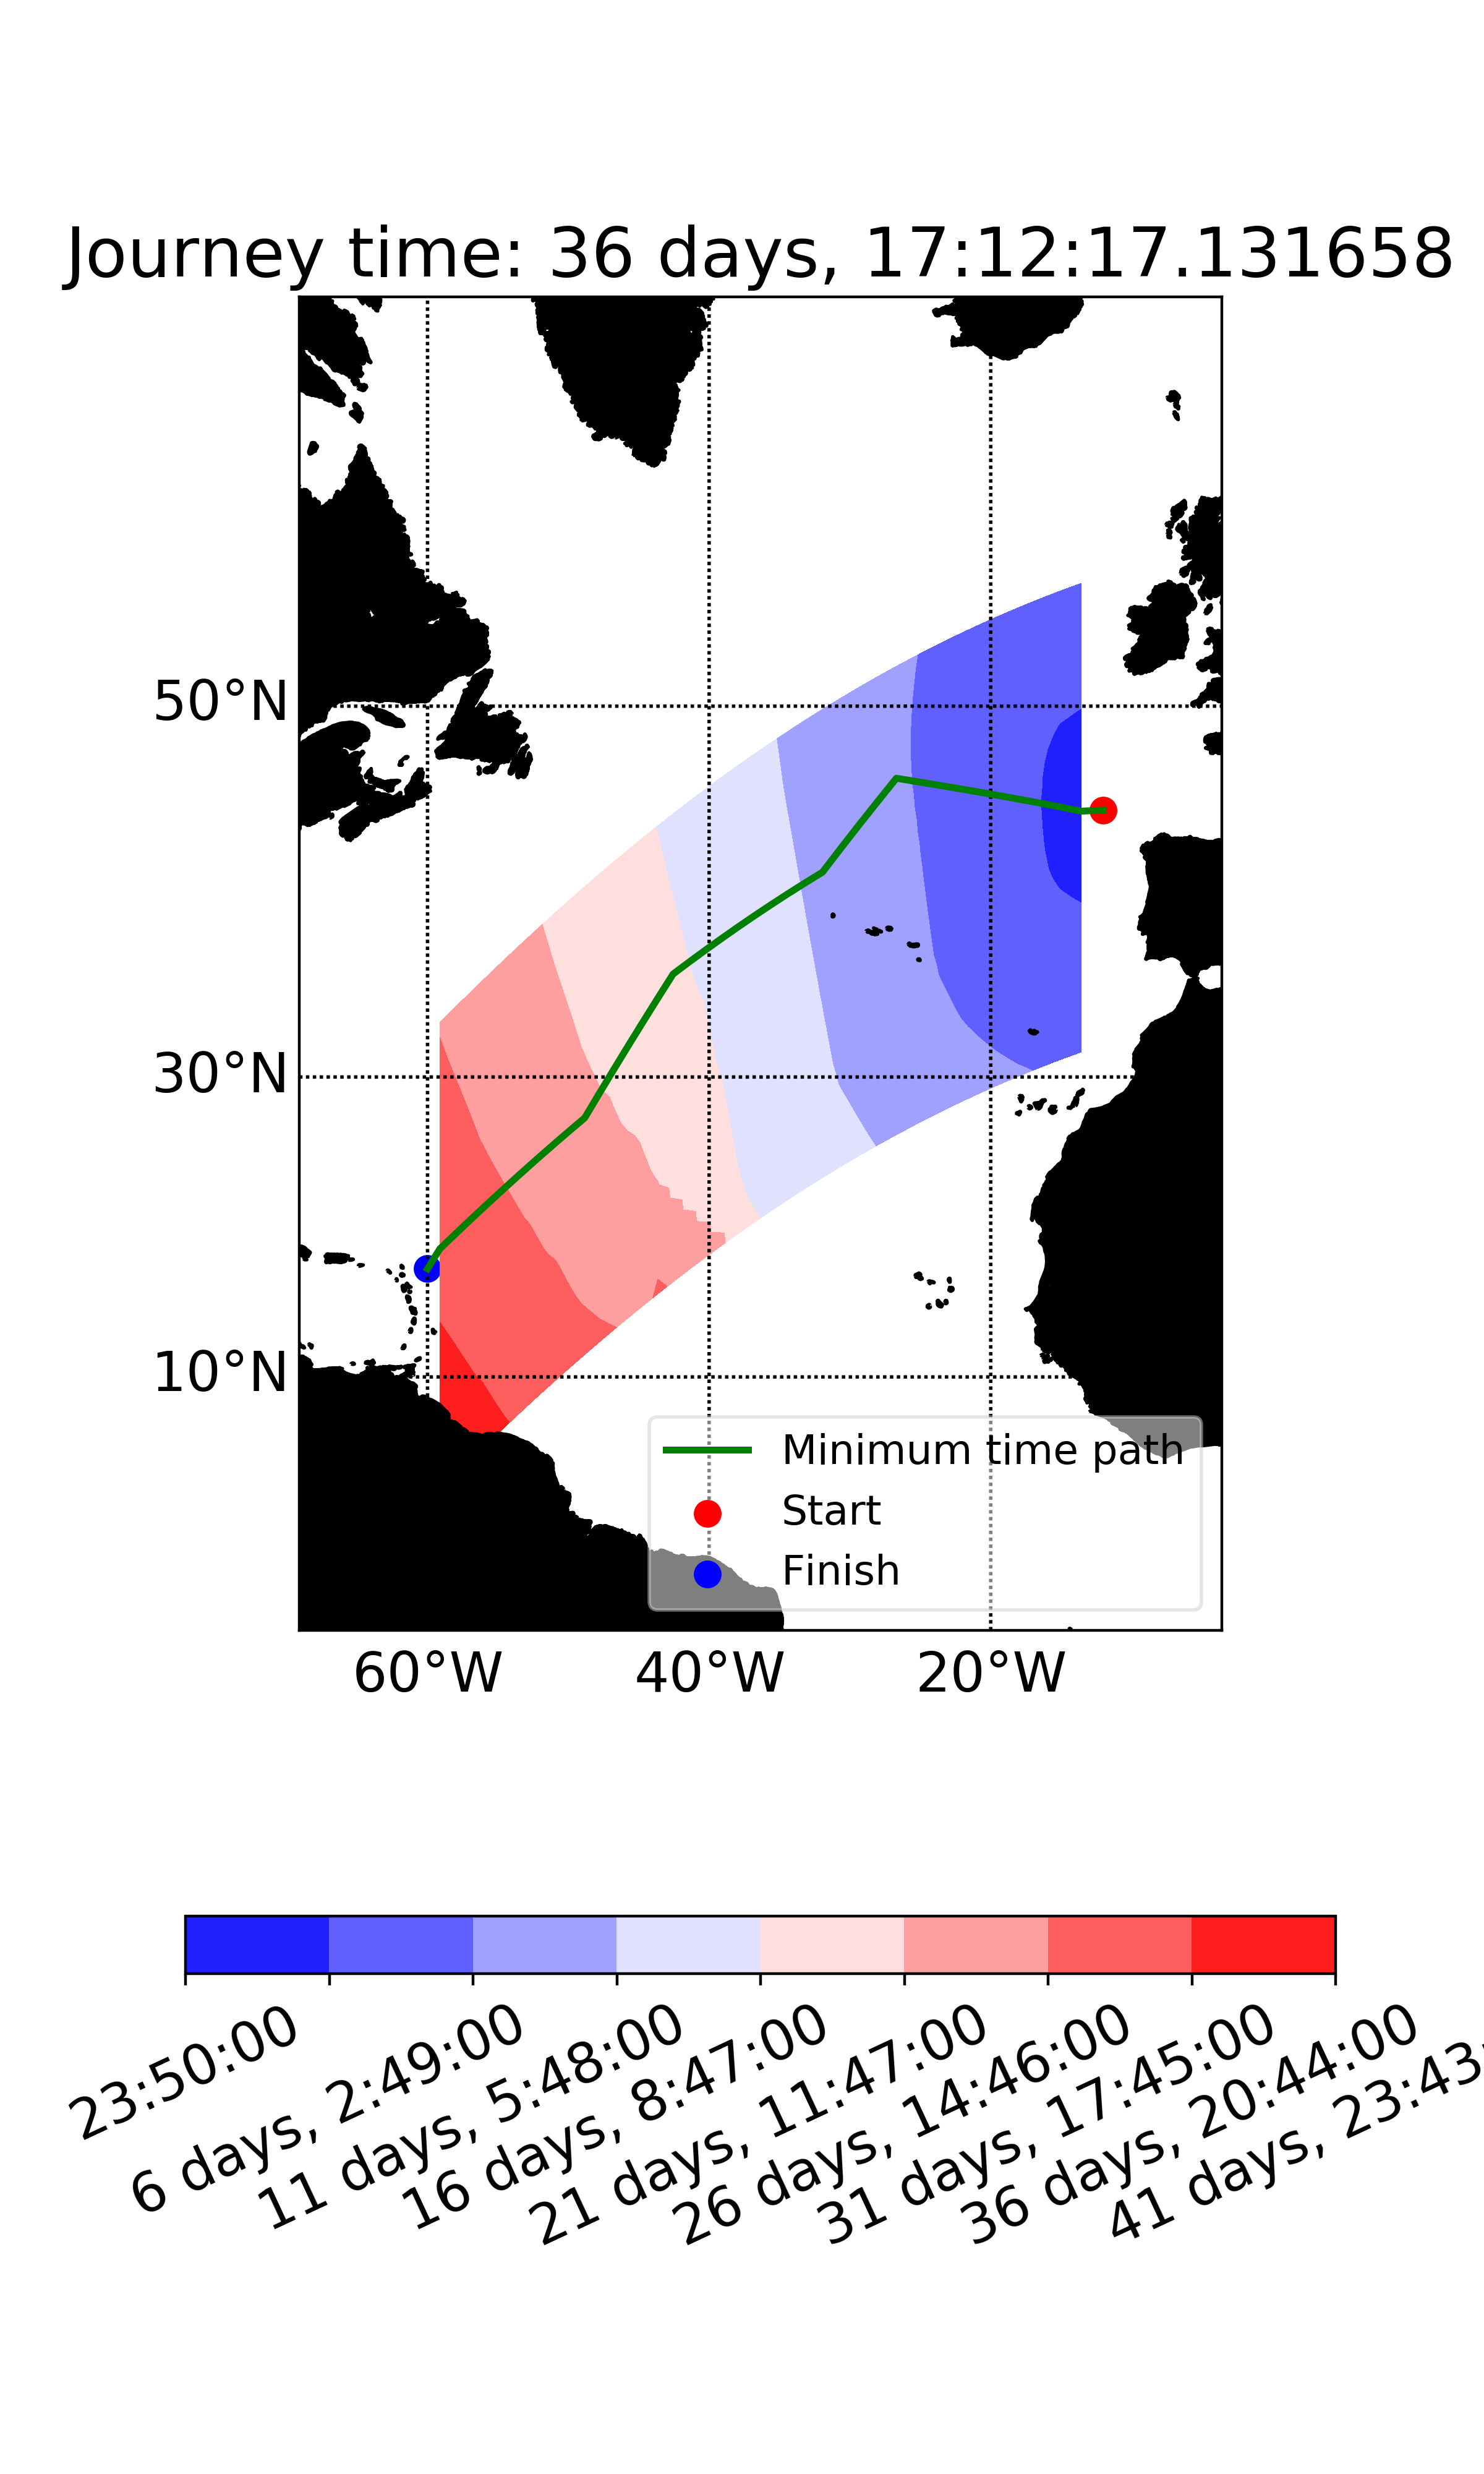 Journey time: 36 days, 17:12:17.131658
50°N
30°N
10°N
Minimum time path
Start
Finish
60°W 40°W 20°W
23:50:00
6 days, 2:49:00
11 days, 5:48:00
16 days, 8:47:00
21 days, 11:47:00
26 days, 14:46:00
31 days, 17:45:00
36 days, 20:44:00
41 days, 23:43: